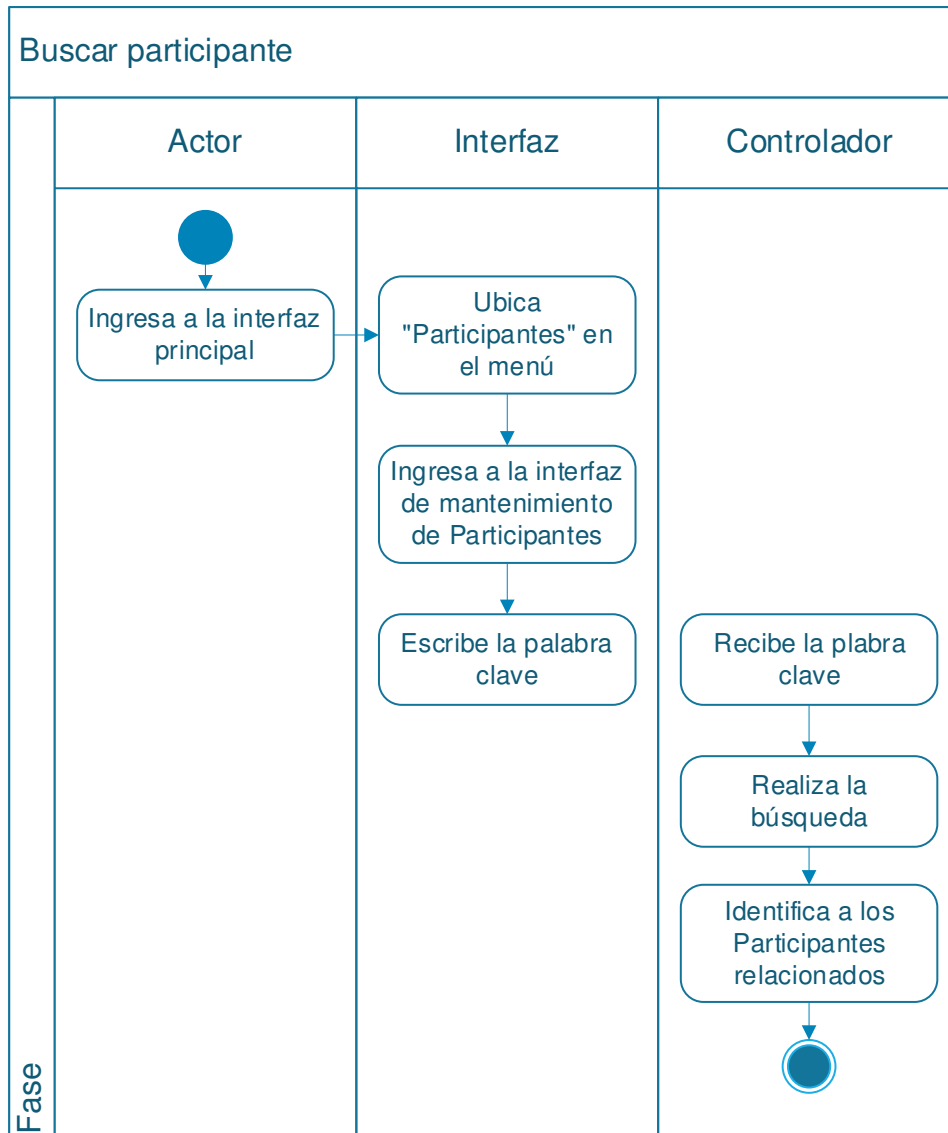 Buscar participante
Actor
Interfaz
Controlador
Ingresa a la interfaz
principal
Ubica
"Participantes" en
el menú
Ingresa a la interfaz
de mantenimiento
de Participantes
Escribe la palabra
clave
Recibe la plabra
clave
Realiza la
búsqueda
Identifica a los
Participantes
relacionados
Fase